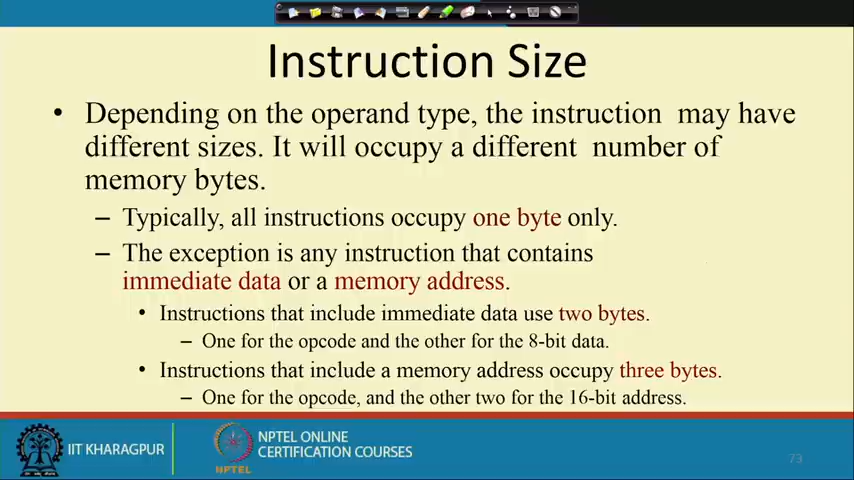 Instruction Size
• Depending on the operand type, the instruction may have
different sizes. It will occupy a different number of
memory bytes.
– Typically, all instructions occupy one byte only.
– The exception is any instruction that contains
immediate data or a memory address.
• Instructions that include immediate data use two bytes.
– One for the opcode and the other for the 8-bit data.
• Instructions that include a memory address occupy three bytes.
– One for the opcode, and the other two for the 16-bit address.
IIT KHARAGPUR
NPTEL
NPTEL ONLINE
CERTIFICATION COURSES
73